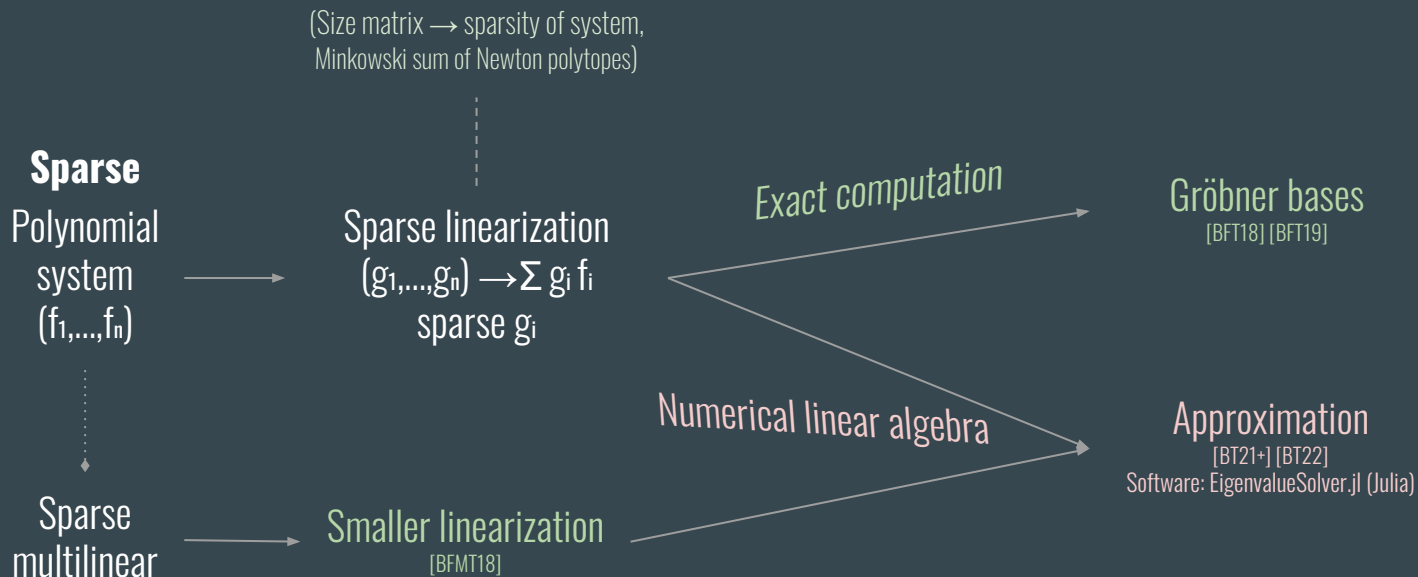 (Size matrix → sparsity of system,
Minkowski sum of Newton polytopes)
Sparse
Polynomial
system
(f₁,...,fₙ)
Sparse linearization
(g₁,...,gₙ) → Σ gᵢ fᵢ
sparse gᵢ
Exact computation
Gröbner bases
[BFT18] [BFT19]
Numerical linear algebra
Approximation
[BT21+] [BT22]
Software: EigenvalueSolver.jl (Julia)
Sparse
multilinear
Smaller linearization
[BFMT18]